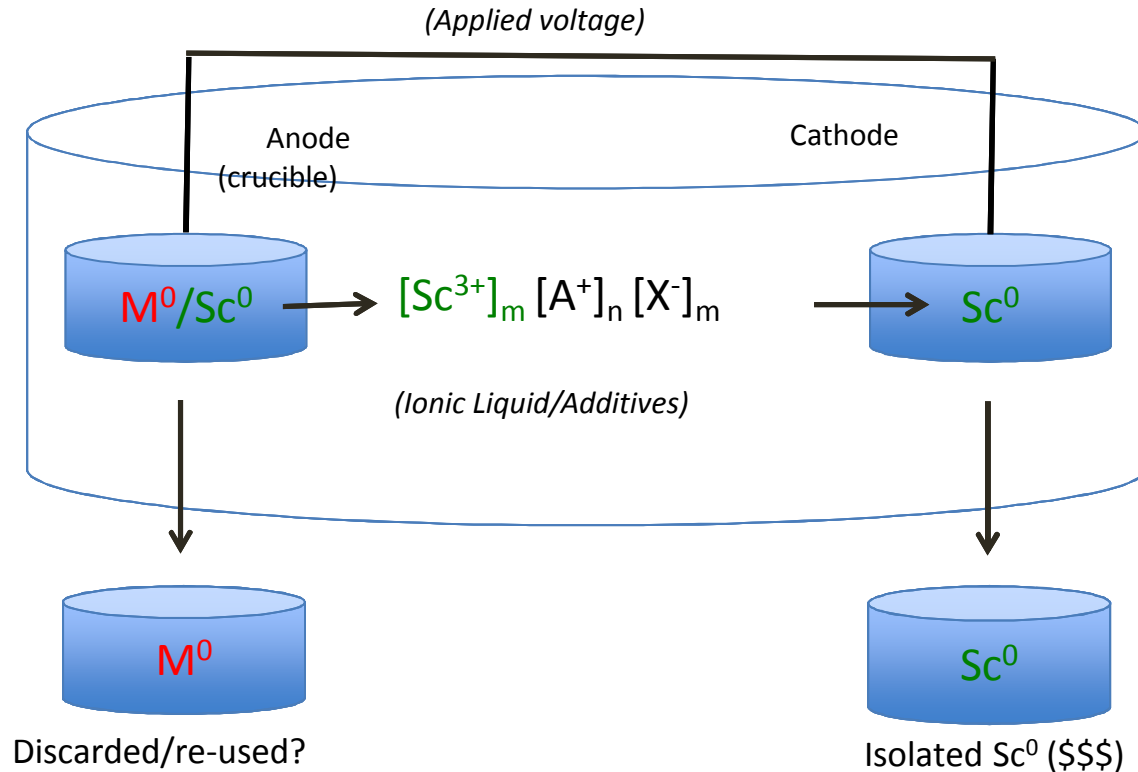 (Applied voltage)
Anode
(crucible)
Cathode
M⁰/Sc⁰
[Sc³⁺]ₘ [A⁺]ₙ [X⁻]ₘ
Sc⁰
(Ionic Liquid/Additives)
M⁰
Sc⁰
Discarded/re-used?
Isolated Sc⁰ ($$$)